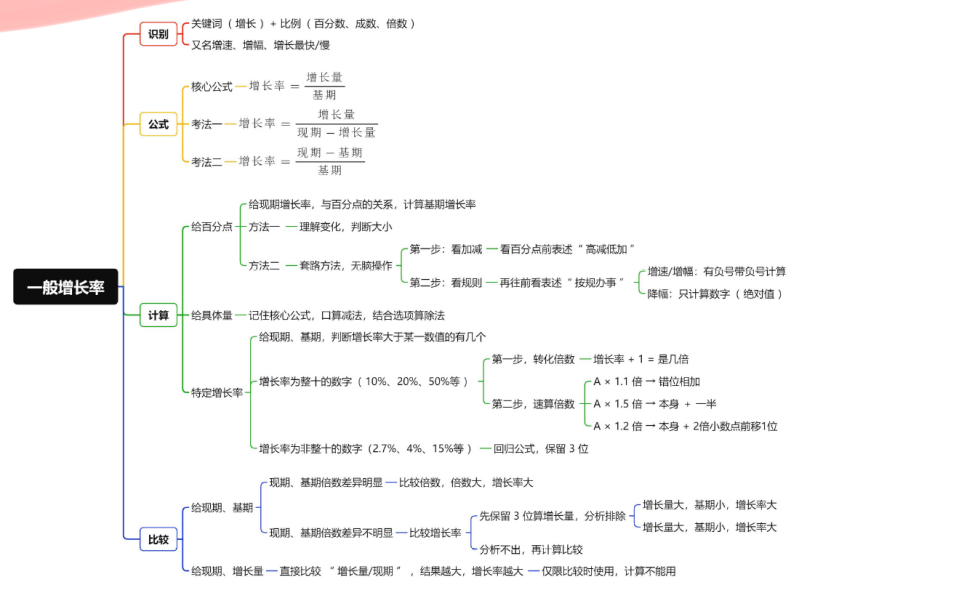 一般增长率
识别
关键词（增长）+ 比例（百分数、成数、倍数）
又名增速、增幅、增长最快/慢
公式
核心公式 增长率 = 增长量 / 基期
考法一 增长率 = 增长量 / 现期 − 增长量
考法二 增长率 = 现期 − 基期 / 基期
计算
给百分点
给现期增长率，与百分点的关系，计算基期增长率
方法一 理解变化，判断大小
方法二 套路方法，无脑操作
第一步：看加减 看百分点前表述“高减低加”
第二步：看规则 再往前看表述“按规办事”
增速/增幅：有负号带负号计算
降幅：只计算数字（绝对值）
给具体量 记住核心公式，口算减法，结合选项算除法
特定增长率
给现期、基期，判断增长率大于某一数值的有几个
增长率为整十的数字（10%、20%、50%等）
第一步，转化倍数 增长率 + 1 = 是几倍
第二步，速算倍数
A × 1.1 倍 → 错位相加
A × 1.5 倍 → 本身 + 一半
A × 1.2 倍 → 本身 + 2倍小数点前移1位
增长率为非整十的数字（2.7%、4%、15%等） 回归公式，保留 3 位
比较
给现期、基期
现期、基期倍数差异明显 比较倍数，倍数大，增长率大
现期、基期倍数差异不明显 比较增长率
先保留 3 位算增长量，分析排除
增长量大，基期小，增长率大
增长量大，基期小，增长率大
分析不出，再计算比较
给现期、增长量 直接比较 “增长量/现期”，结果越大，增长率越大 仅限比较时使用，计算不能用